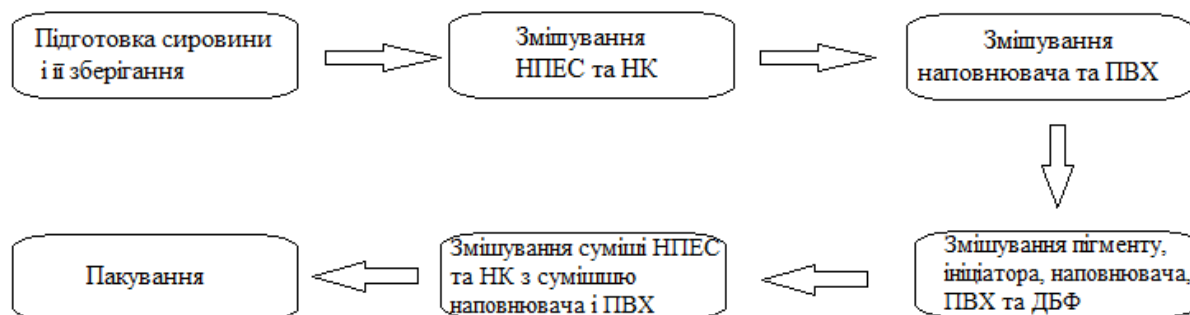 Підготовка сировини
і її зберігання
Змішування
НПЕС та НК
Змішування
наповнювача та ПВХ
Змішування пігменту,
ініціатора, наповнювача,
ПВХ та ДБФ
Змішування суміші НПЕС
та НК з сумішшю
наповнювача і ПВХ
Пакування